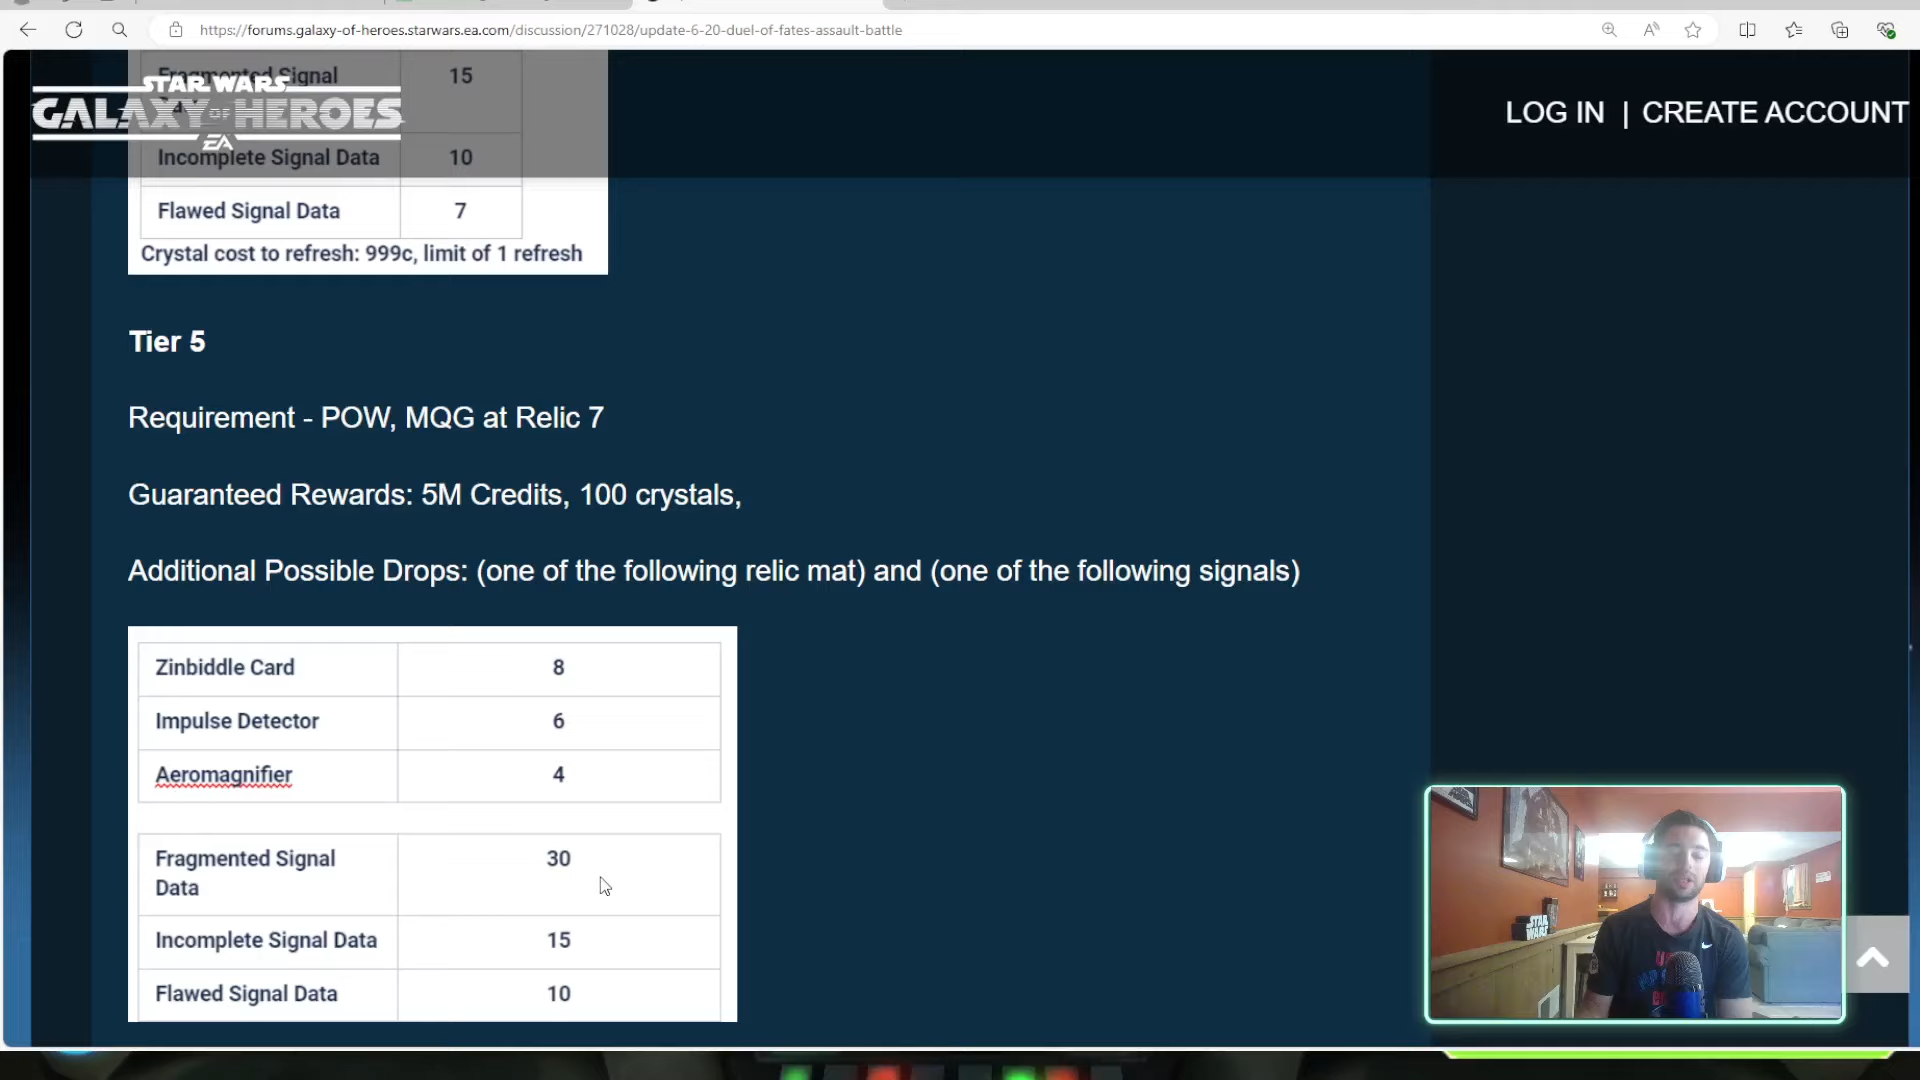 https://forums.galaxy-of-heroes.starwars.ea.com/discussion/271028/update-6-20-duel-of-fates-assault-battle
Fragmented Signal 15
STAR WARS
GALAXY OF HEROES
EA
LOG IN | CREATE ACCOUNT
Incomplete Signal Data 10
Flawed Signal Data 7
Crystal cost to refresh: 999c, limit of 1 refresh
Tier 5
Requirement - POW, MQG at Relic 7
Guaranteed Rewards: 5M Credits, 100 crystals,
Additional Possible Drops: (one of the following relic mat) and (one of the following signals)
Zinbiddle Card 8
Impulse Detector 6
Aeromagnifier 4
Fragmented Signal 30
Data
Incomplete Signal Data 15
Flawed Signal Data 10
STAR
WARS